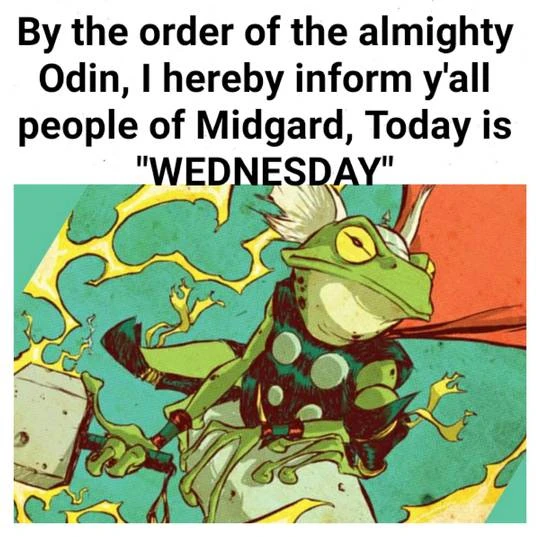 By the order of the almighty
Odin, I hereby inform y'all
people of Midgard, Today is
"WEDNESDAY"